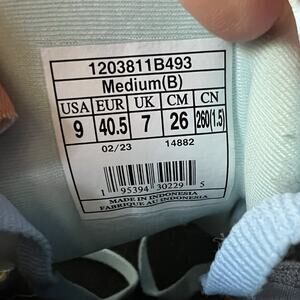 1203811B493
Medium(B)
USA EUR UK CM CN
9 40.5 7 26 260(1.5)
02/23 14882
1 95394 30229 5
MADE IN INDONESIA
FABRIQUE AU INDONESIA